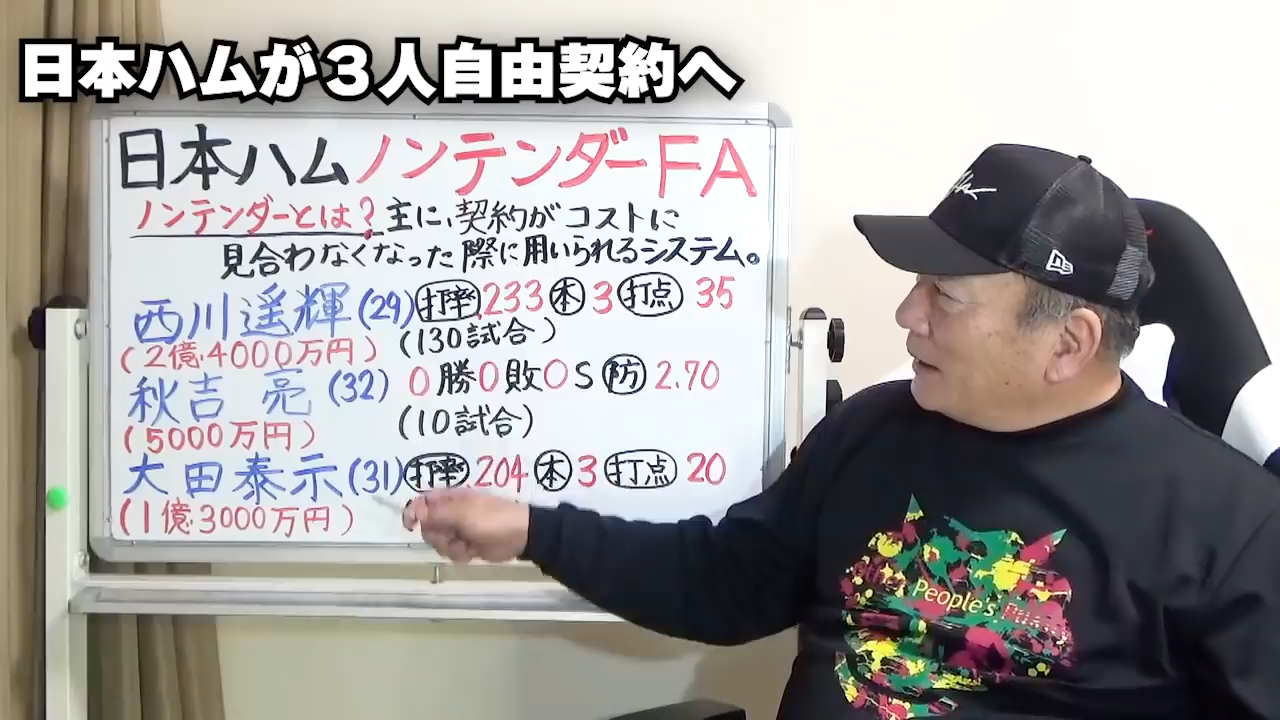 日本ハムが３人自由契約へ
日本ハムノンテンダーFA
ノンテンダーとは?主に、契約がコストに
見合わなくなった際に用いられるシステム。
西川遥輝(29)打率.233本3打点35
(2億4000万円)(130試合)
秋吉亮(32)0勝0敗0S防2.70
(5000万円)(10試合)
大田泰示(31)打率.204本3打点20
(1億3000万円)
People's